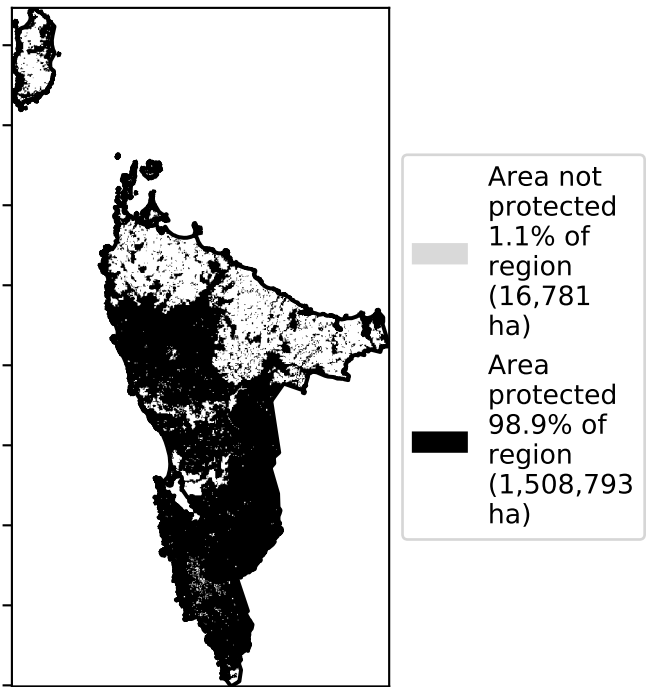 Area not
protected
1.1% of
region
(16,781
ha)
Area
protected
98.9% of
region
(1,508,793
ha)